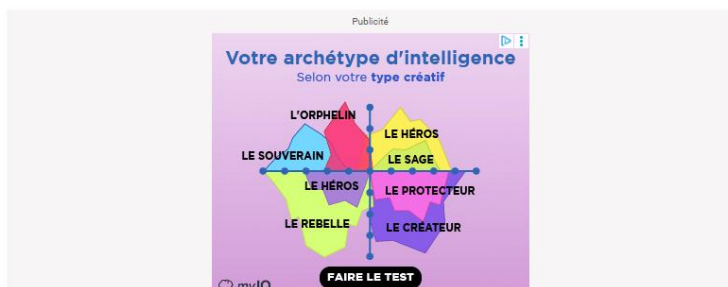 Publicité
Votre archétype d'intelligence
Selon votre type créatif
L'ORPHELIN
LE HÉROS
LE SOUVERAIN
LE SAGE
LE HÉROS
LE PROTECTEUR
LE REBELLE
LE CRÉATEUR
FAIRE LE TEST
myIQ